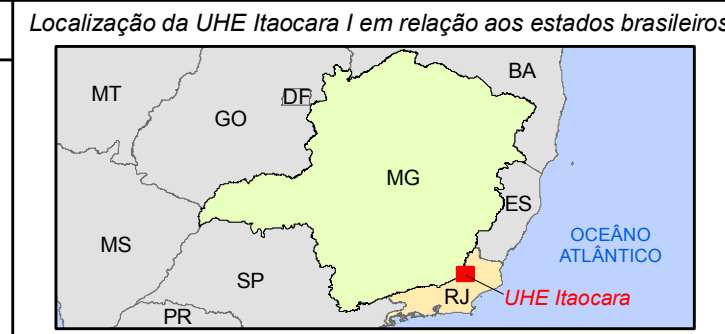 Localização da UHE Itaocara I em relação aos estados brasileiros
BA
MT
DF
GO
MG
ES
OCEÂNO
ATLÂNTICO
MS
SP
RJ
UHE Itaocara
PR